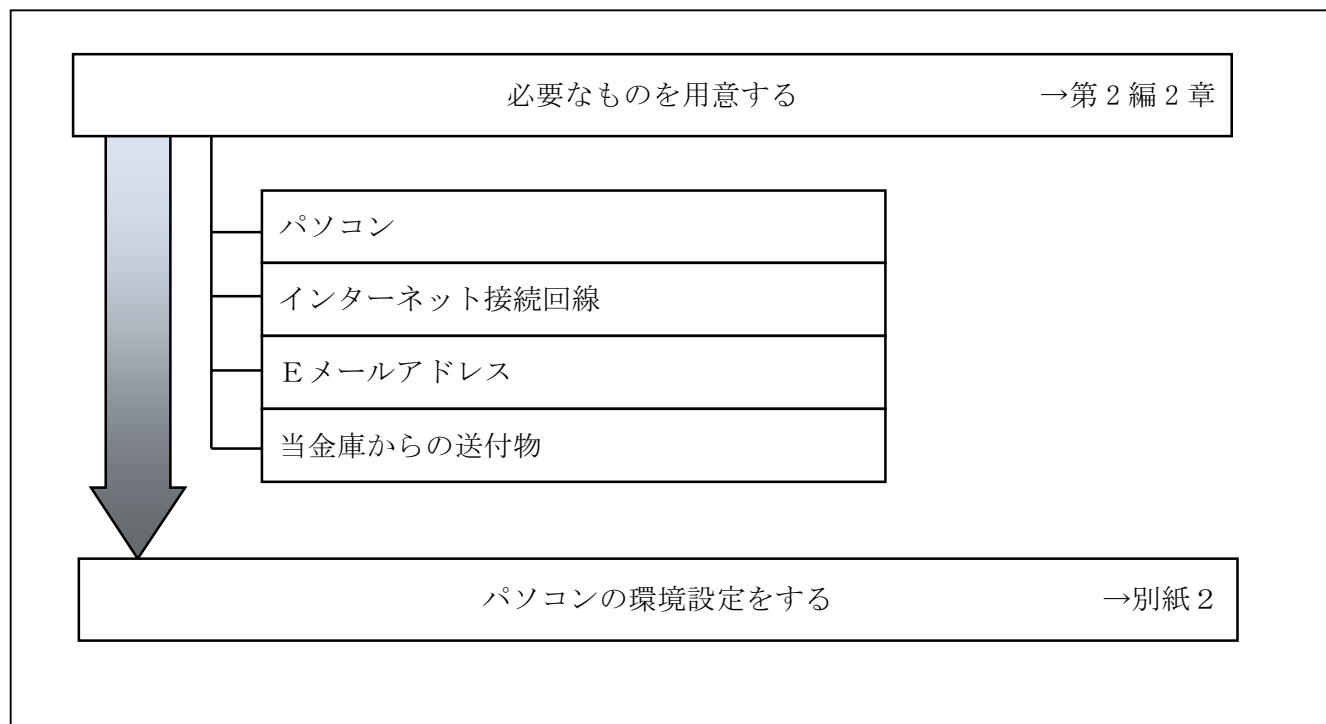 必要なものを用意する →第２編２章
パソコン
インターネット接続回線
Ｅメールアドレス
当金庫からの送付物
パソコンの環境設定をする →別紙２